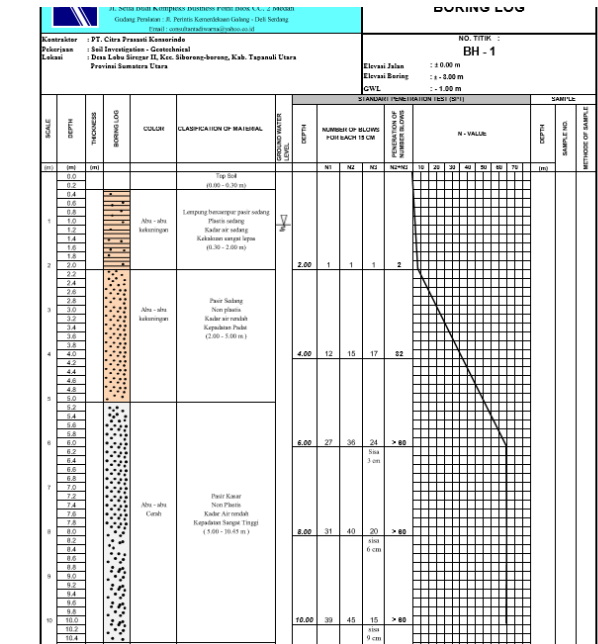 Jl. Setia Budi Kompleks Business Point Blok CC. 2 Medan
Gudang Peralatan : Jl. Perintis Kemerdekaan Galang - Deli Serdang
BORING LOG
Kontraktor : PT. Citra Prasasti Konsorindo
Pekerjaan : Soil Investigation - Geotechnical
Lokasi : Desa Lobu Siregar II, Kec. Siborong-borong, Kab. Tapanuli Utara
Provinsi Sumatera Utara
NO. TITIK :
BH - 1
Elevasi Jalan : ± 0.00 m
Elevasi Boring : ± - 3.00 m
GWL : - 1.00 m
STANDART PENETRATION TEST (SPT)
SAMPLE
SCALE
DEPTH
THICKNESS
BORING LOG
COLOR
CLASIFICATION OF MATERIAL
GROUND WATER LEVEL
DEPTH
NUMBER OF BLOWS
FOR EACH 15 CM
PENETRATION OF
NUMBER BLOWS
N - VALUE
DEPTH
SAMPLE NO.
METHODE OF SAMPLE
(m) (m) (m) N1 N2 N3 N2+N3 10 20 30 40 50 60 70 (m)
0.0
Top Soil
0.2
(0.00 - 0.30 m)
0.4
0.6
0.8
Lempung bercampur pasir sedang
1 1.0
Abu - abu
Plastis sedang
1.2
kekuningan
Kadar air sedang
1.4
Kekakuan sangat lepas
1.6
(0.30 - 2.00 m)
1.8
2 2.0 2.00 1 1 1 2
2.2
2.4
2.6
2.8
Pasir Sedang
3 3.0
Abu - abu
Non plastis
3.2
kekuningan
Kadar air rendah
3.4
Kepadatan Padat
3.6
(2.00 - 5.00 m)
3.8
4 4.0 4.00 12 15 17 32
4.2
4.4
4.6
4.8
5 5.0
5.2
5.4
5.6
5.8
6 6.0 6.00 27 36 24 > 60
6.2 Sisa
6.4 3 cm
6.6
6.8
7 7.0
7.2
Pasir Kasar
7.4
Abu - abu
Non Plastis
7.6
Cerah
Kadar Air rendah
7.8
Kepadatan Sangat Tinggi
8 8.0
( 5.00 - 10.45 m )
8.00 31 40 20 > 60
8.2 sisa
8.4 6 cm
8.6
8.8
9 9.0
9.2
9.4
9.6
9.8
10 10.0 10.00 39 45 15 > 60
10.2 sisa
10.4 9 cm